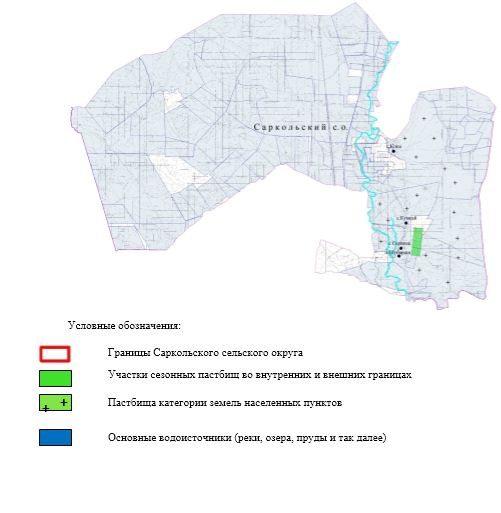 Саркольский с.о.
Условные обозначения:
Границы Саркольского сельского округа
Участки сезонных пастбищ во внутренних и внешних границах
Пастбища категории земель населенных пунктов
Основные водоисточники (реки, озера, пруды и так далее)